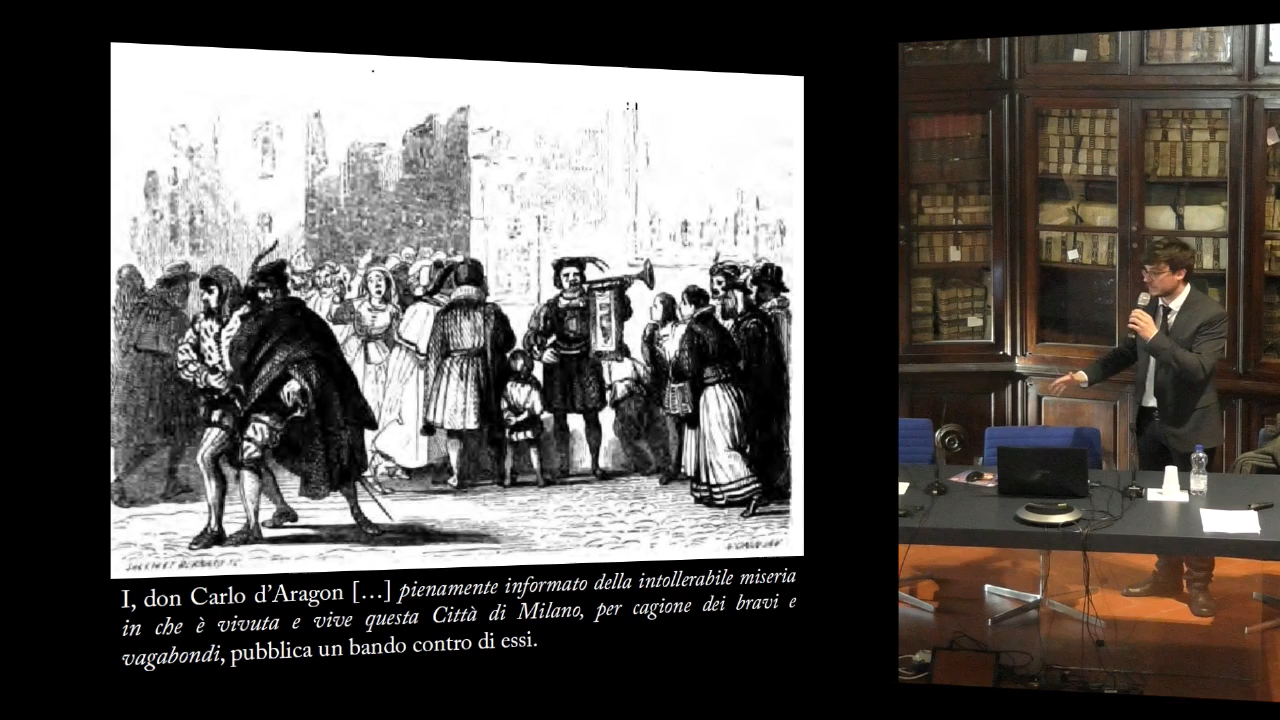 I, don Carlo d’Aragon […] pienamente informato della intollerabile miseria
in che è vivuta e vive questa Città di Milano, per cagione dei bravi e
vagabondi, pubblica un bando contro di essi.